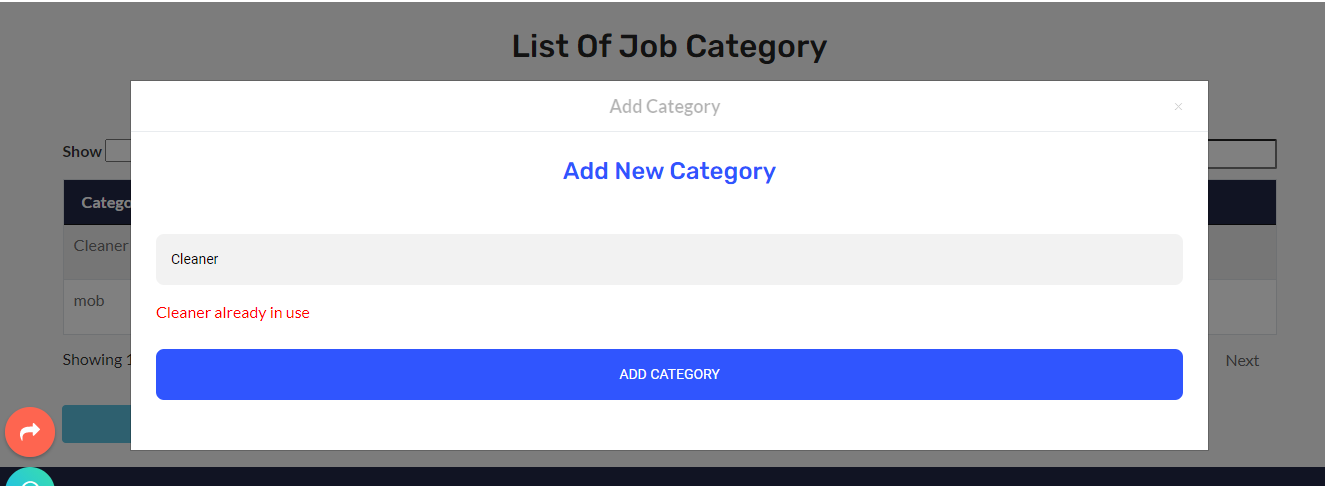 List Of Job Category
Add Category
×
Show
Add New Category
Catego
Cleaner
Cleaner
mob
Cleaner already in use
Showing 1
Next
ADD CATEGORY